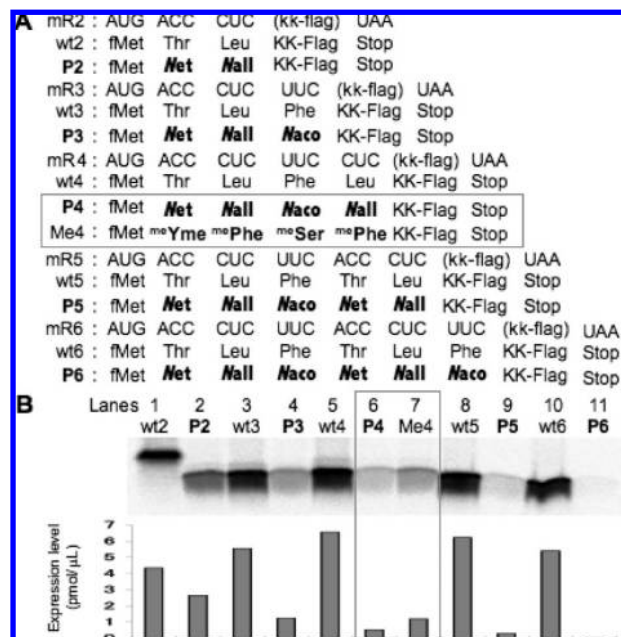 A mR2 : AUG ACC CUC (kk-flag) UAA
wt2 : fMet Thr Leu KK-Flag Stop
P2 : fMet Net Nall KK-Flag Stop
mR3 : AUG ACC CUC UUC (kk-flag) UAA
wt3 : fMet Thr Leu Phe KK-Flag Stop
P3 : fMet Net Nall Naco KK-Flag Stop
mR4 : AUG ACC CUC UUC CUC (kk-flag) UAA
wt4 : fMet Thr Leu Phe Leu KK-Flag Stop
P4 : fMet Net Nall Naco Nall KK-Flag Stop
Me4 : fMet meYme mePhe meSer mePhe KK-Flag Stop
mR5 : AUG ACC CUC UUC ACC CUC (kk-flag) UAA
wt5 : fMet Thr Leu Phe Thr Leu KK-Flag Stop
P5 : fMet Net Nall Naco Net Nall KK-Flag Stop
mR6 : AUG ACC CUC UUC ACC CUC UUC (kk-flag) UAA
wt6 : fMet Thr Leu Phe Thr Leu Phe KK-Flag Stop
P6 : fMet Net Nall Naco Net Nall Naco KK-Flag Stop
B Lanes 1 2 3 4 5 6 7 8 9 10 11
wt2 P2 wt3 P3 wt4 P4 Me4 wt5 P5 wt6 P6
Expression level
(pmol/µL)
7
6
5
4
3
2
1
0